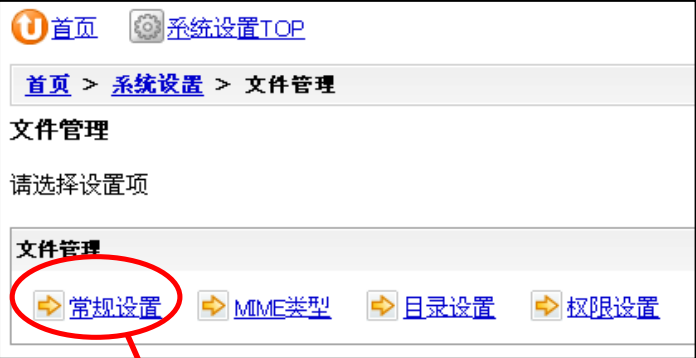 首页 系统设置TOP
首页 > 系统设置 > 文件管理
文件管理
请选择设置项
文件管理
常规设置 MIME类型 目录设置 权限设置